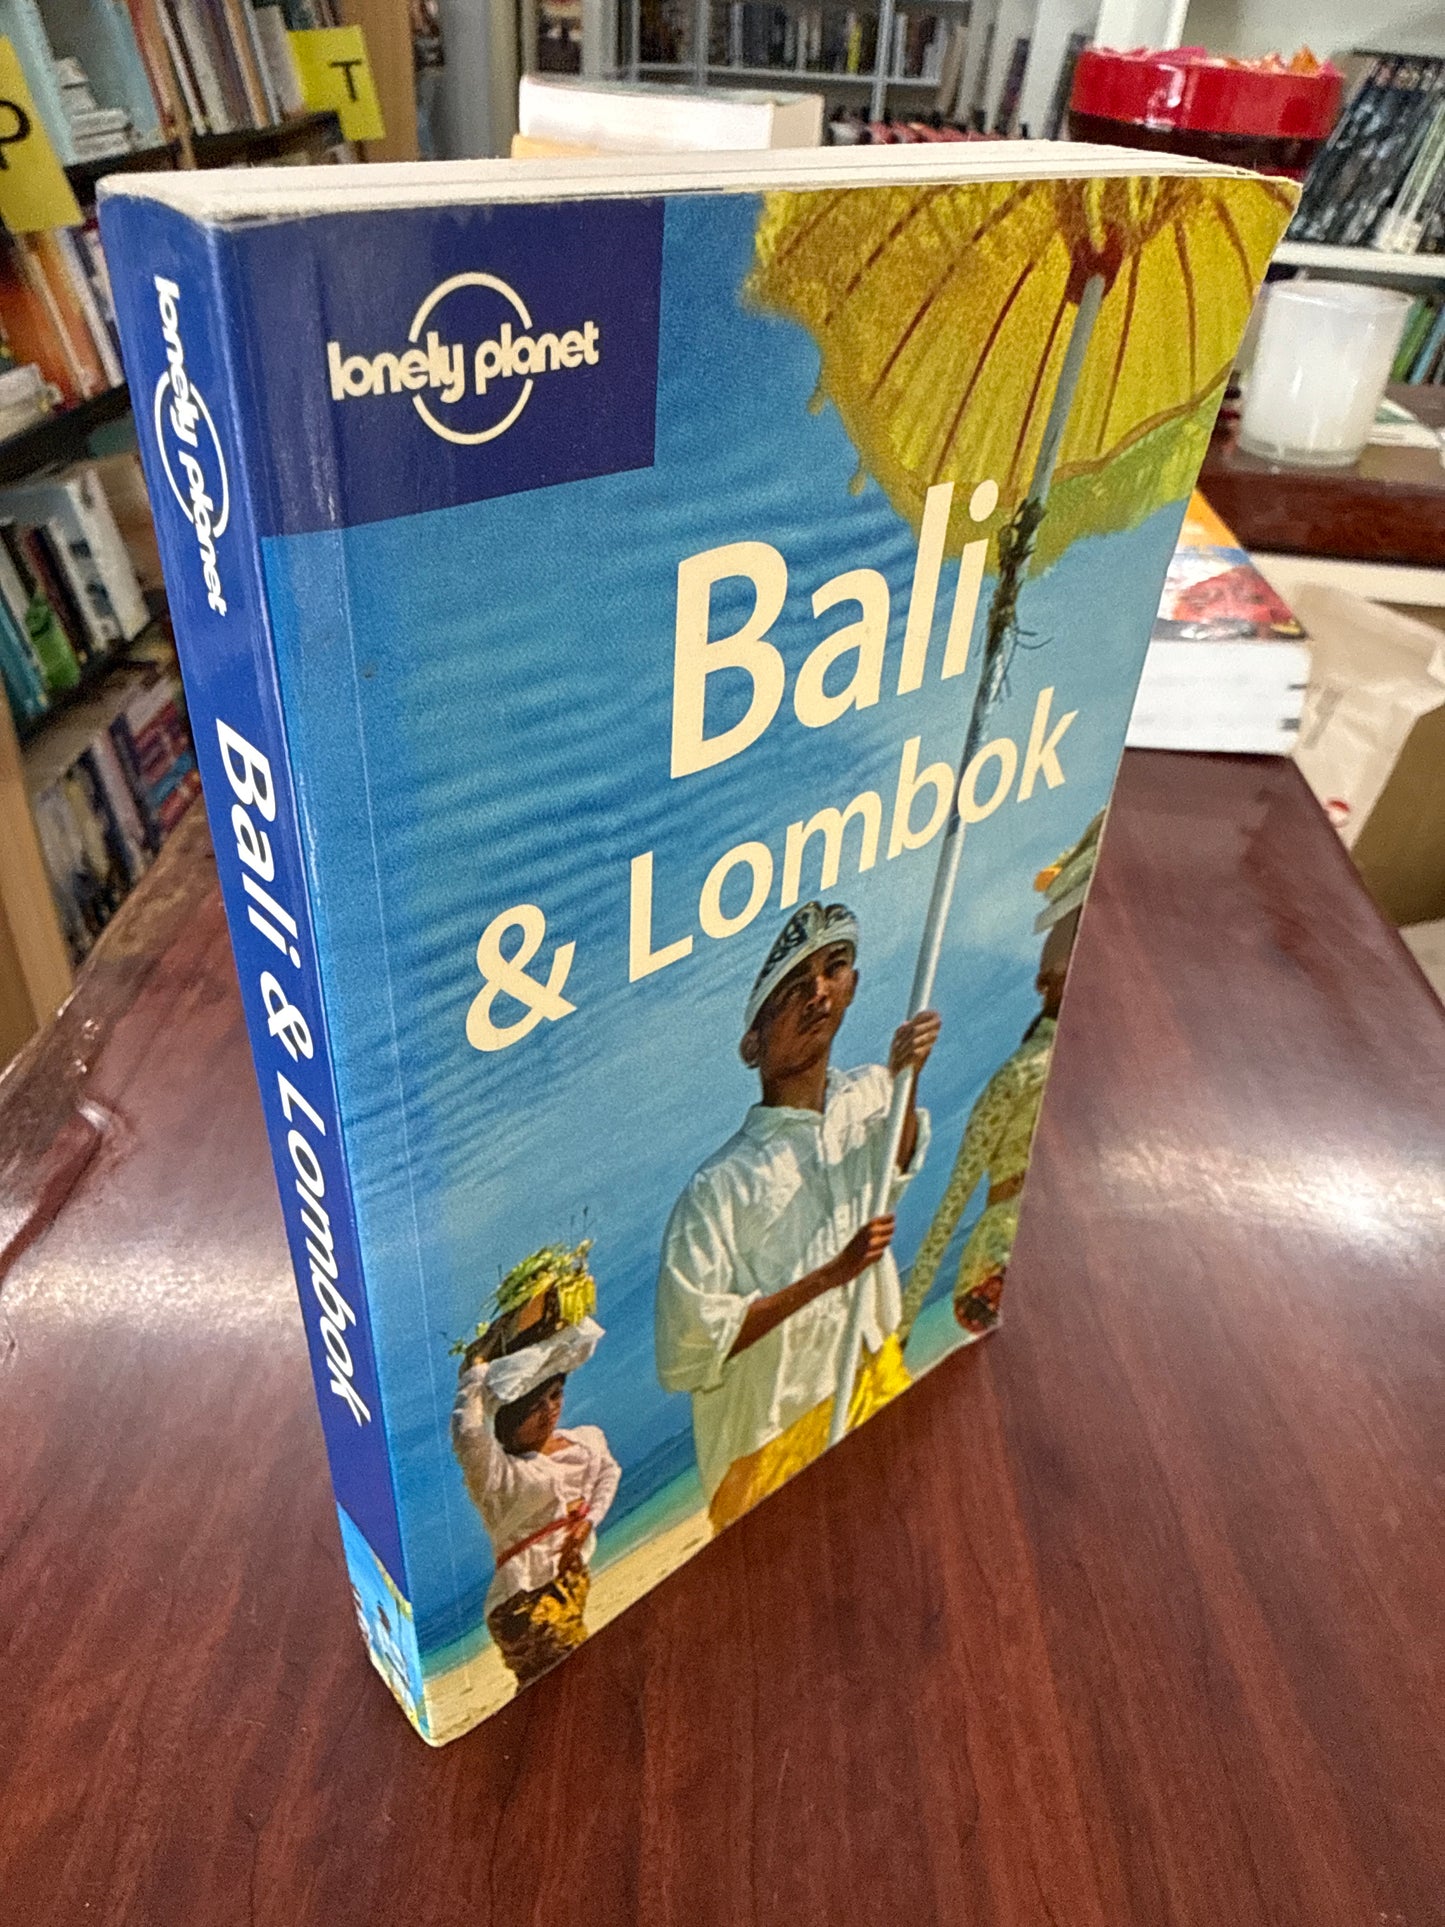 P
T
lonely planet
Bali & Lombok
lonely planet
Bali
& Lombok